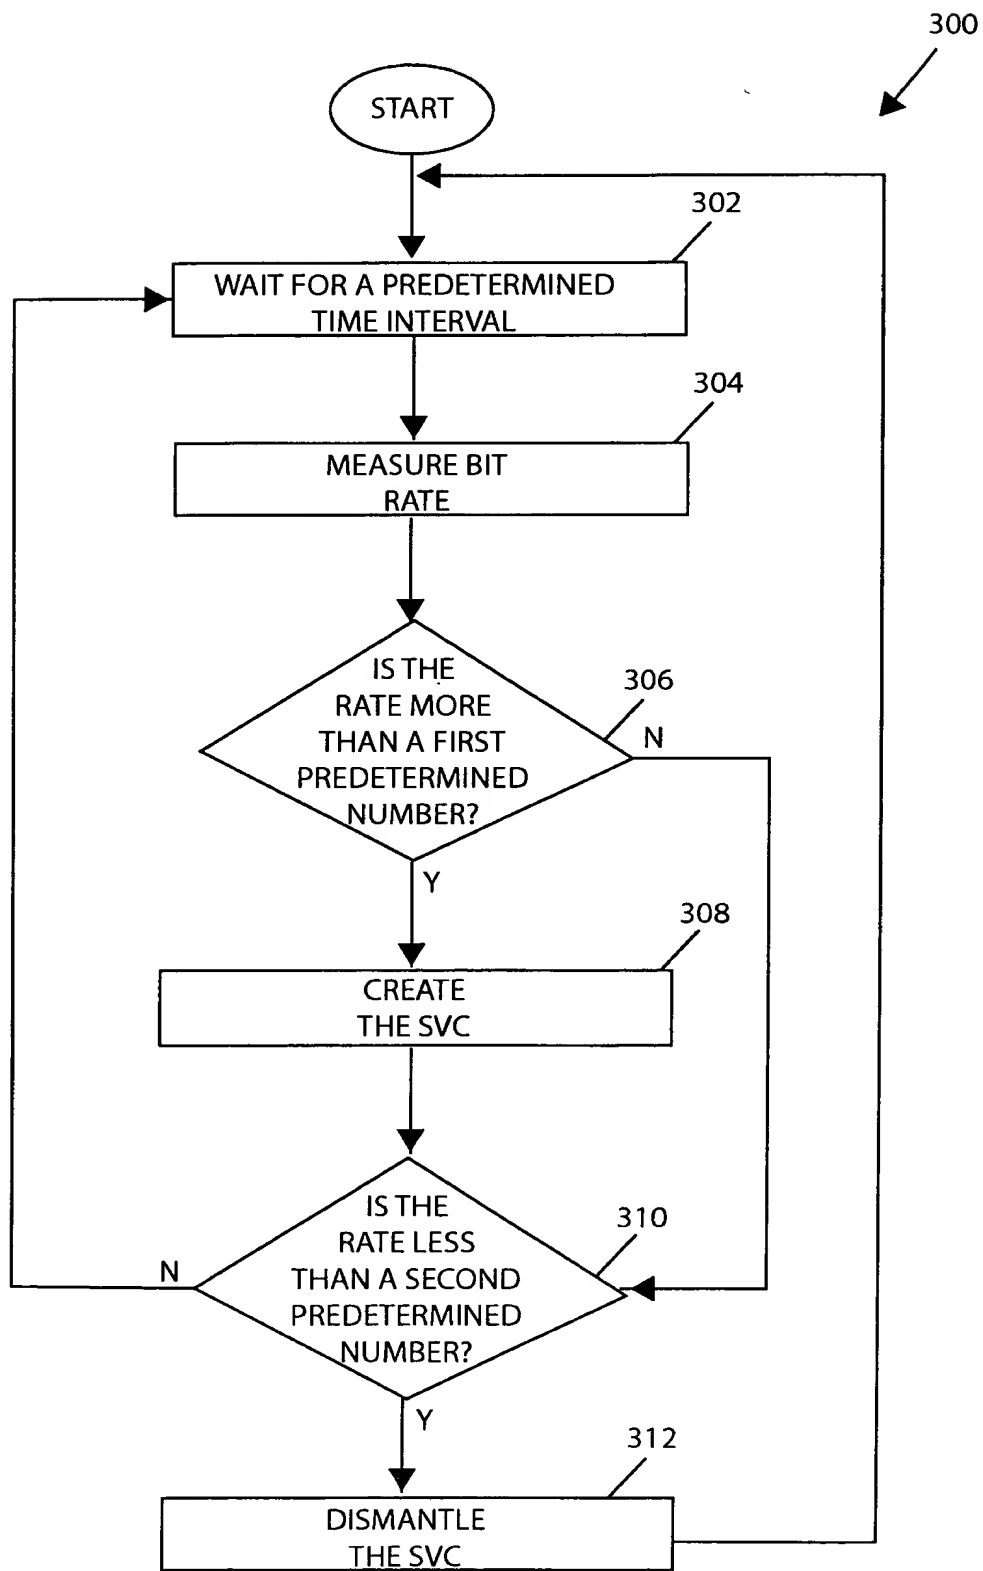 300
START
302
WAIT FOR A PREDETERMINED
TIME INTERVAL
304
MEASURE BIT
RATE
IS THE
RATE MORE
THAN A FIRST
PREDETERMINED
NUMBER?
306
N
Y
308
CREATE
THE SVC
IS THE
RATE LESS
THAN A SECOND
PREDETERMINED
NUMBER?
310
N
Y
312
DISMANTLE
THE SVC